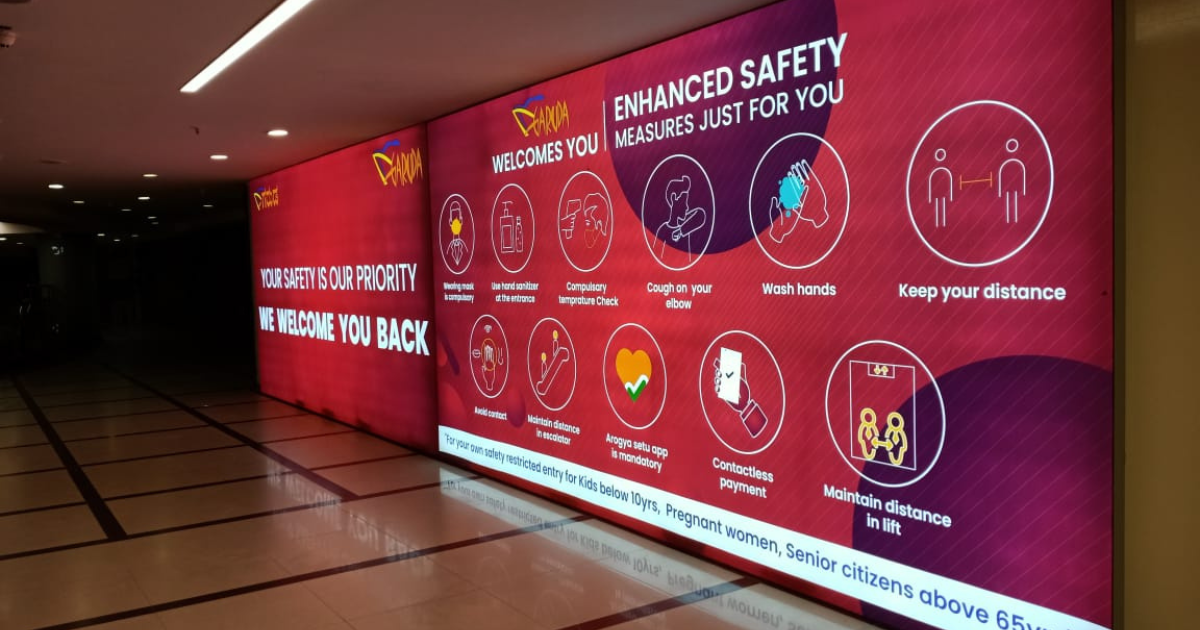 GARUDA
YOUR SAFETY IS OUR PRIORITY
WE WELCOME YOU BACK
GARUDA
WELCOMES YOU
ENHANCED SAFETY
MEASURES JUST FOR YOU
Wearing mask
is compulsary
Use hand sanitizer
at the entrance
Compulsary
temprature Check
Cough on your
elbow
Wash hands
Keep your distance
Avoid contact
Maintain distance
in escalator
Arogya setu app
is mandatory
Contactless
payment
Maintain distance
in lift
*For your own safety restricted entry for Kids below 10yrs, Pregnant women, Senior citizens above 65